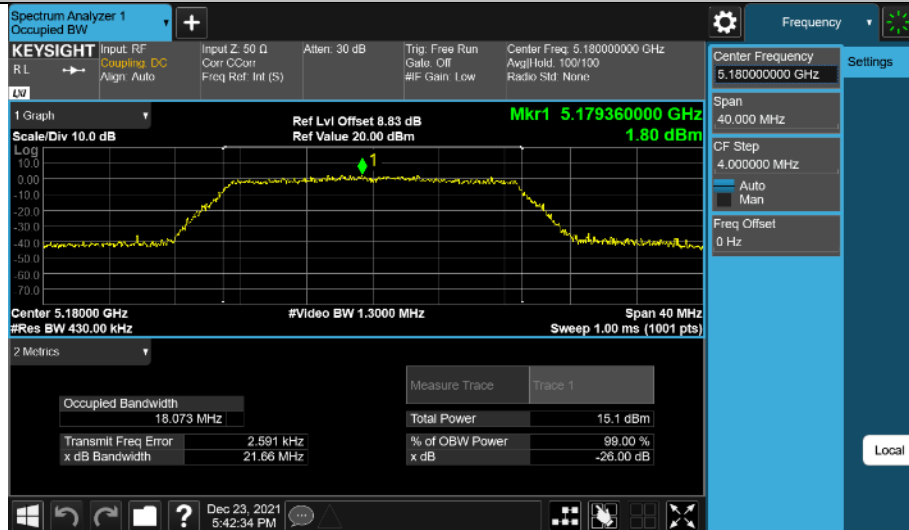 Spectrum Analyzer 1
Occupied BW
+
Frequency
KEYSIGHT
RL
LXI
Input: RF
Coupling: DC
Align: Auto
Input Z: 50 Ω
Corr CCorr
Freq Ref: Int (S)
Atten: 30 dB
Trig: Free Run
Gate: Off
#IF Gain: Low
Center Freq: 5.180000000 GHz
Avg|Hold: 100/100
Radio Std: None
Center Frequency
5.180000000 GHz
Settings
Span
40.000 MHz
CF Step
4.000000 MHz
Auto
Man
Freq Offset
0 Hz
Local
1 Graph
Scale/Div 10.0 dB
Ref Lvl Offset 8.83 dB
Ref Value 20.00 dBm
Mkr1 5.179360000 GHz
1.80 dBm
Log
10.0
0.00
-10.0
-20.0
-30.0
-40.0
-50.0
-60.0
70.0
1
Center 5.18000 GHz
#Res BW 430.00 kHz
#Video BW 1.3000 MHz
Span 40 MHz
Sweep 1.00 ms (1001 pts)
2 Metrics
Measure Trace
Trace 1
Occupied Bandwidth
18.073 MHz
Total Power
15.1 dBm
Transmit Freq Error
2.591 kHz
% of OBW Power
99.00 %
x dB Bandwidth
21.66 MHz
x dB
-26.00 dB
?
Dec 23, 2021
5:42:34 PM